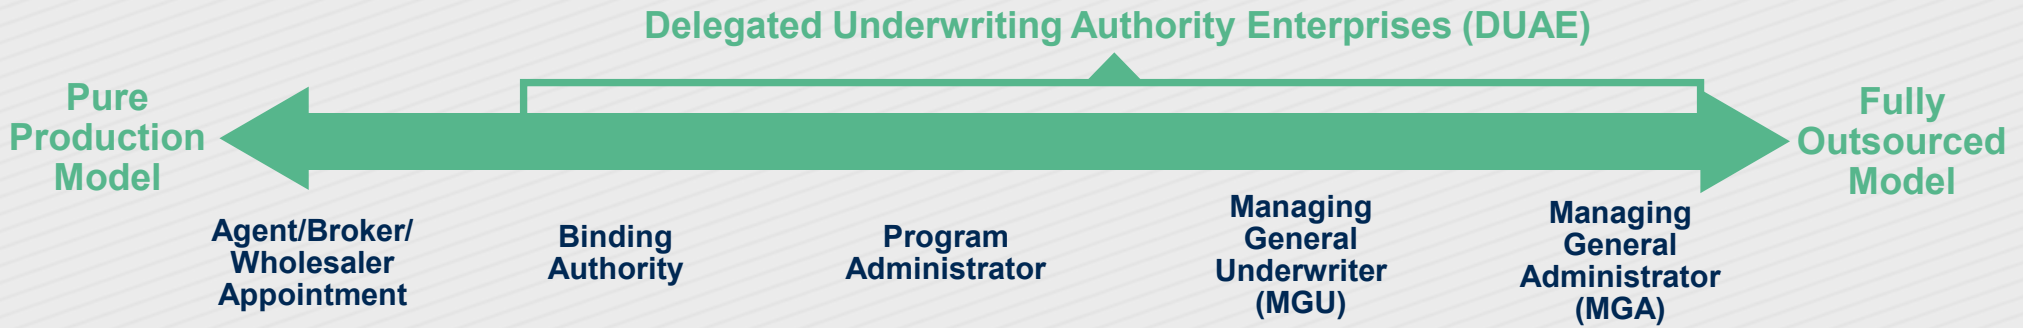 Delegated Underwriting Authority Enterprises (DUAE)
Pure
Production
Model
Fully
Outsourced
Model
Agent/Broker/
Wholesaler
Appointment
Binding
Authority
Program
Administrator
Managing
General
Underwriter
(MGU)
Managing
General
Administrator
(MGA)